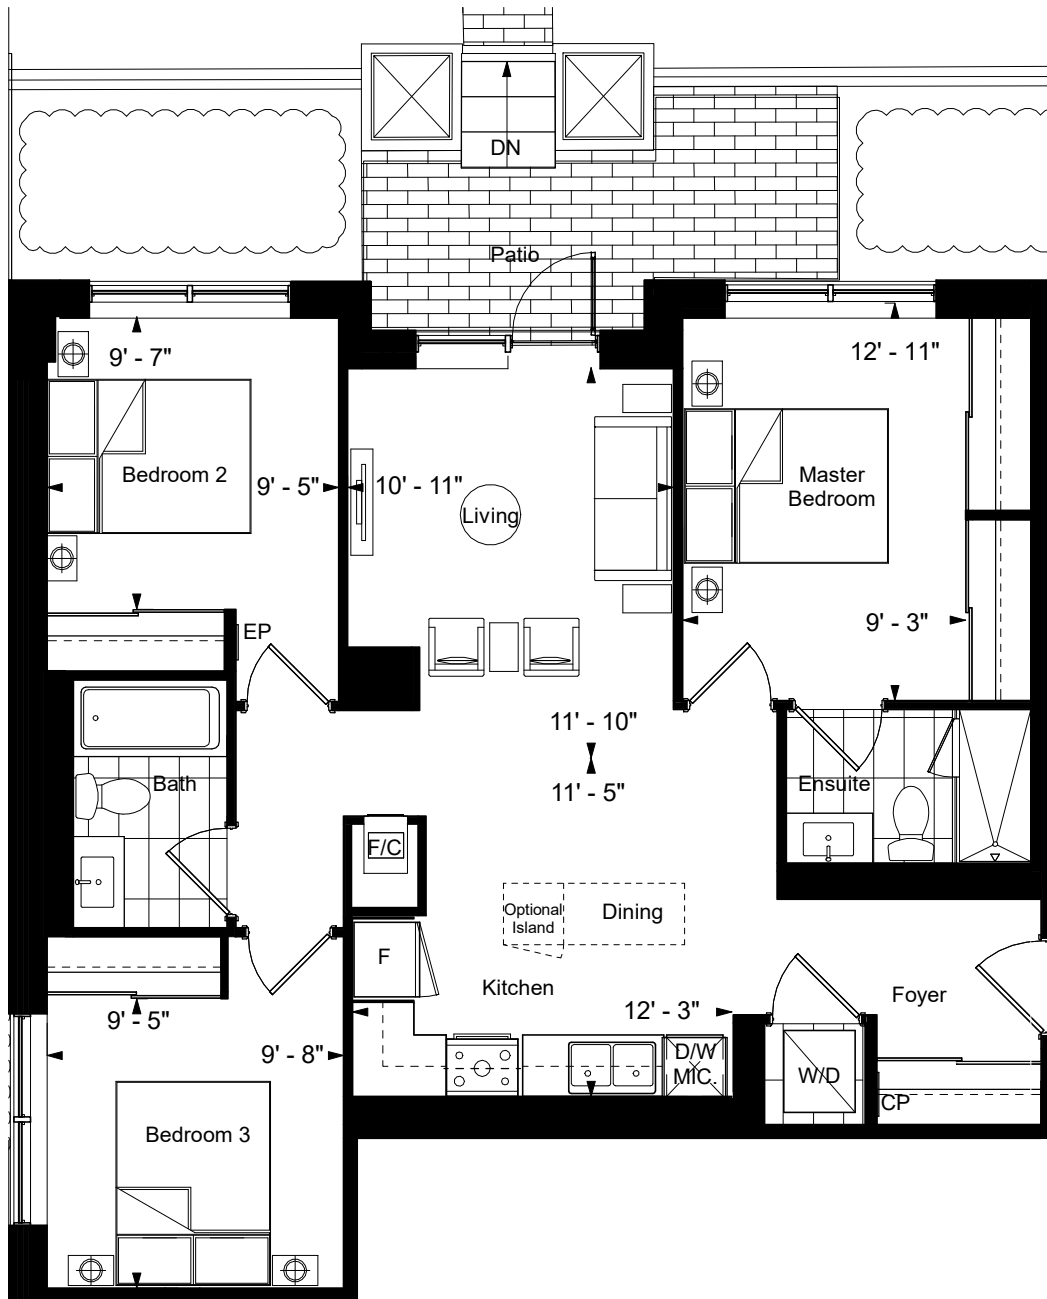 DN
Patio
9' - 7"
12' - 11"
Bedroom 2
9' - 5"
10' - 11"
Living
Master
Bedroom
9' - 3"
EP
11' - 10"
11' - 5"
Bath
Ensuite
F/C
Optional
Island
Dining
F
Kitchen
Foyer
9' - 5"
12' - 3"
9' - 8"
D/W
MIC.
W/D
CP
Bedroom 3